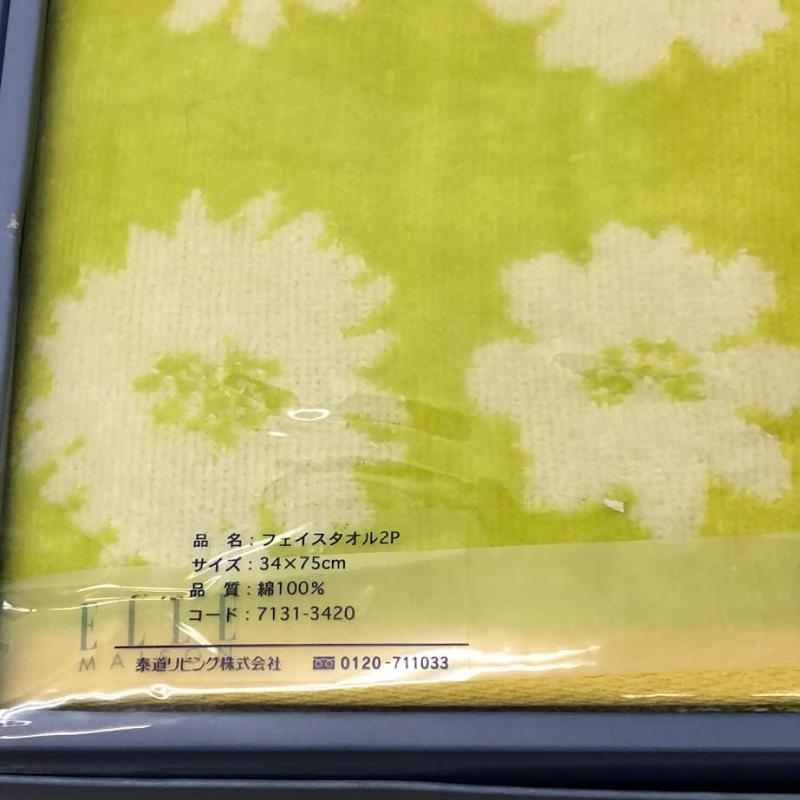 品 名：フェイスタオル2P
サイズ：34×75cm
品 質：綿100%
コード：7131-3420
ELLE
MAISON
泰道リビング株式会社 0120-711033